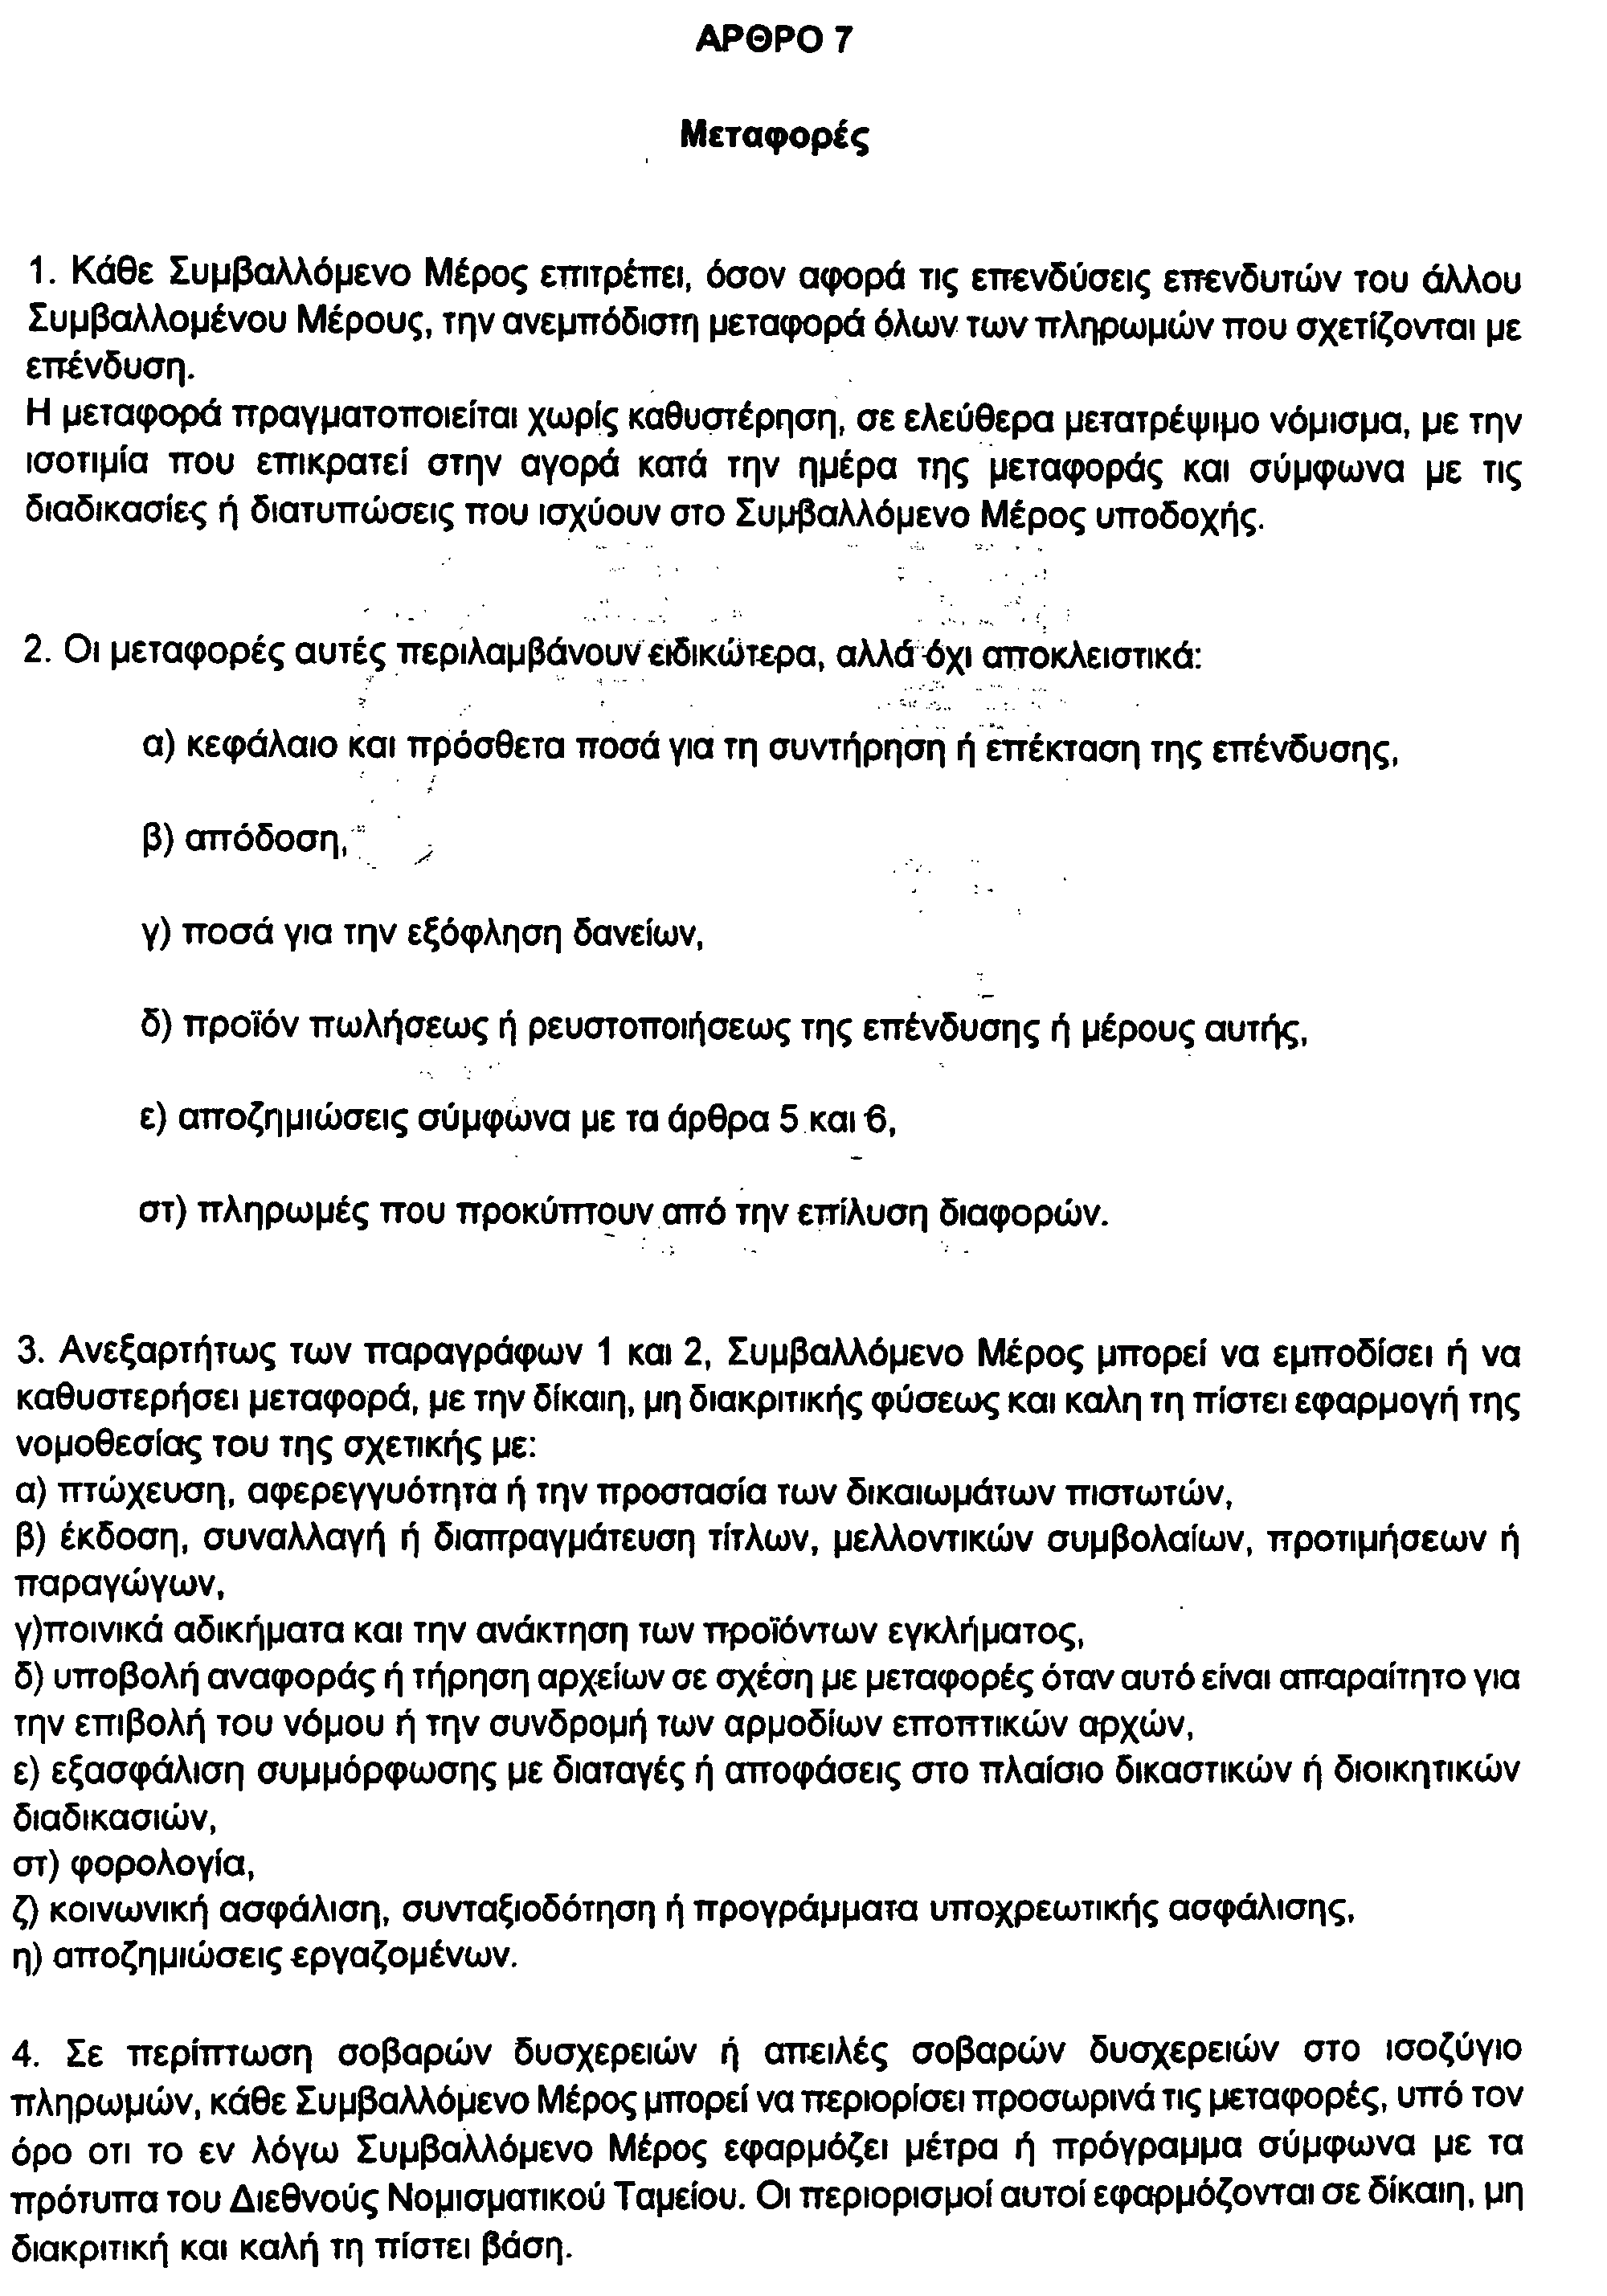 ΑΡΘΡΟ 7
Μεταφορές
1. Κάθε Συμβαλλόμενο Μέρος επιτρέπει, όσον αφορά τις επενδύσεις επενδυτών του άλλου
Συμβαλλομένου Μέρους, την ανεμπόδιστη μεταφορά όλων των πληρωμών που σχετίζονται με
επένδυση.
Η μεταφορά πραγματοποιείται χωρίς καθυστέρηση, σε ελεύθερα μετατρέψιμο νόμισμα, με την
ισοτιμία που επικρατεί στην αγορά κατά την ημέρα της μεταφοράς και σύμφωνα με τις
διαδικασίες ή διατυπώσεις που ισχύουν στο Συμβαλλόμενο Μέρος υποδοχής.
2. Οι μεταφορές αυτές περιλαμβάνουν ειδικώτερα, αλλά όχι αποκλειστικά:
α) κεφάλαιο και πρόσθετα ποσά για τη συντήρηση ή επέκταση της επένδυσης,
β) απόδοση,
γ) ποσά για την εξόφληση δανείων,
δ) προϊόν πωλήσεως ή ρευστοποιήσεως της επένδυσης ή μέρους αυτής,
ε) αποζημιώσεις σύμφωνα με τα άρθρα 5 και 6,
στ) πληρωμές που προκύπτουν από την επίλυση διαφορών.
3. Ανεξαρτήτως των παραγράφων 1 και 2, Συμβαλλόμενο Μέρος μπορεί να εμποδίσει ή να
καθυστερήσει μεταφορά, με την δίκαιη, μη διακριτικής φύσεως και καλη τη πίστει εφαρμογή της
νομοθεσίας του της σχετικής με:
α) πτώχευση, αφερεγγυότητα ή την προστασία των δικαιωμάτων πιστωτών,
β) έκδοση, συναλλαγή ή διαπραγμάτευση τίτλων, μελλοντικών συμβολαίων, προτιμήσεων ή
παραγώγων,
γ)ποινικά αδικήματα και την ανάκτηση των προϊόντων εγκλήματος,
δ) υποβολή αναφοράς ή τήρηση αρχείων σε σχέση με μεταφορές όταν αυτό είναι απαραίτητο για
την επιβολή του νόμου ή την συνδρομή των αρμοδίων εποπτικών αρχών,
ε) εξασφάλιση συμμόρφωσης με διαταγές ή αποφάσεις στο πλαίσιο δικαστικών ή διοικητικών
διαδικασιών,
στ) φορολογία,
ζ) κοινωνική ασφάλιση, συνταξιοδότηση ή προγράμματα υποχρεωτικής ασφάλισης,
η) αποζημιώσεις εργαζομένων.
4. Σε περίπτωση σοβαρών δυσχερειών ή απειλές σοβαρών δυσχερειών στο ισοζύγιο
πληρωμών, κάθε Συμβαλλόμενο Μέρος μπορεί να περιορίσει προσωρινά τις μεταφορές, υπό τον
όρο οτι το εν λόγω Συμβαλλόμενο Μέρος εφαρμόζει μέτρα ή πρόγραμμα σύμφωνα με τα
πρότυπα του Διεθνούς Νομισματικού Ταμείου. Οι περιορισμοί αυτοί εφαρμόζονται σε δίκαιη, μη
διακριτική και καλή τη πίστει βάση.